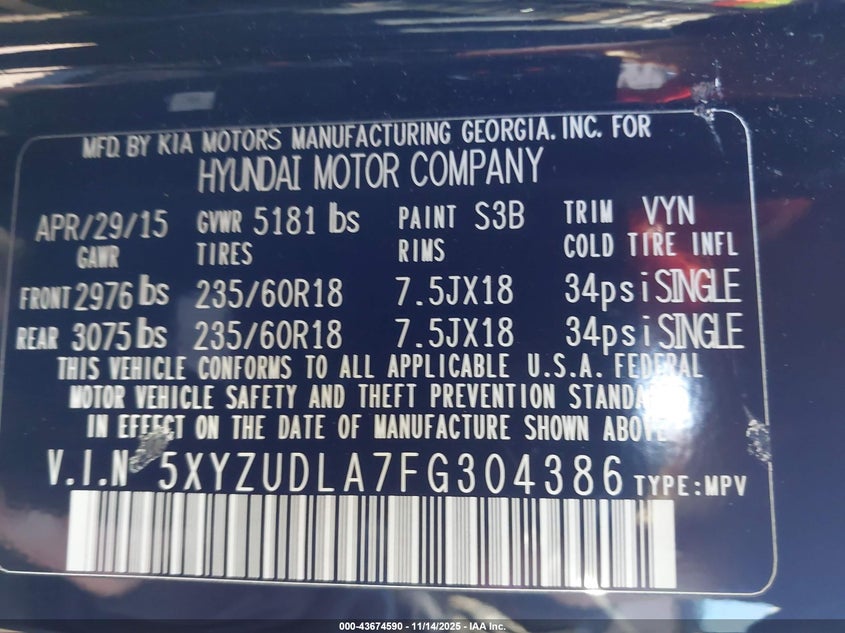 MFD. BY KIA MOTORS MANUFACTURING GEORGIA, INC. FOR
HYUNDAI MOTOR COMPANY
APR/29/15 GVWR 5181 lbs PAINT S3B TRIM VYN
GAWR TIRES RIMS COLD TIRE INFL
FRONT 2976 lbs 235/60R18 7.5JX18 34psi SINGLE
REAR 3075 lbs 235/60R18 7.5JX18 34psi SINGLE
THIS VEHICLE CONFORMS TO ALL APPLICABLE U.S.A. FEDERAL
MOTOR VEHICLE SAFETY AND THEFT PREVENTION STANDARDS
IN EFFECT ON THE DATE OF MANUFACTURE SHOWN ABOVE.
V.I.N 5XYZUDLA7FG304386 TYPE:MPV
000-43674590 - 11/14/2025 - IAA Inc.